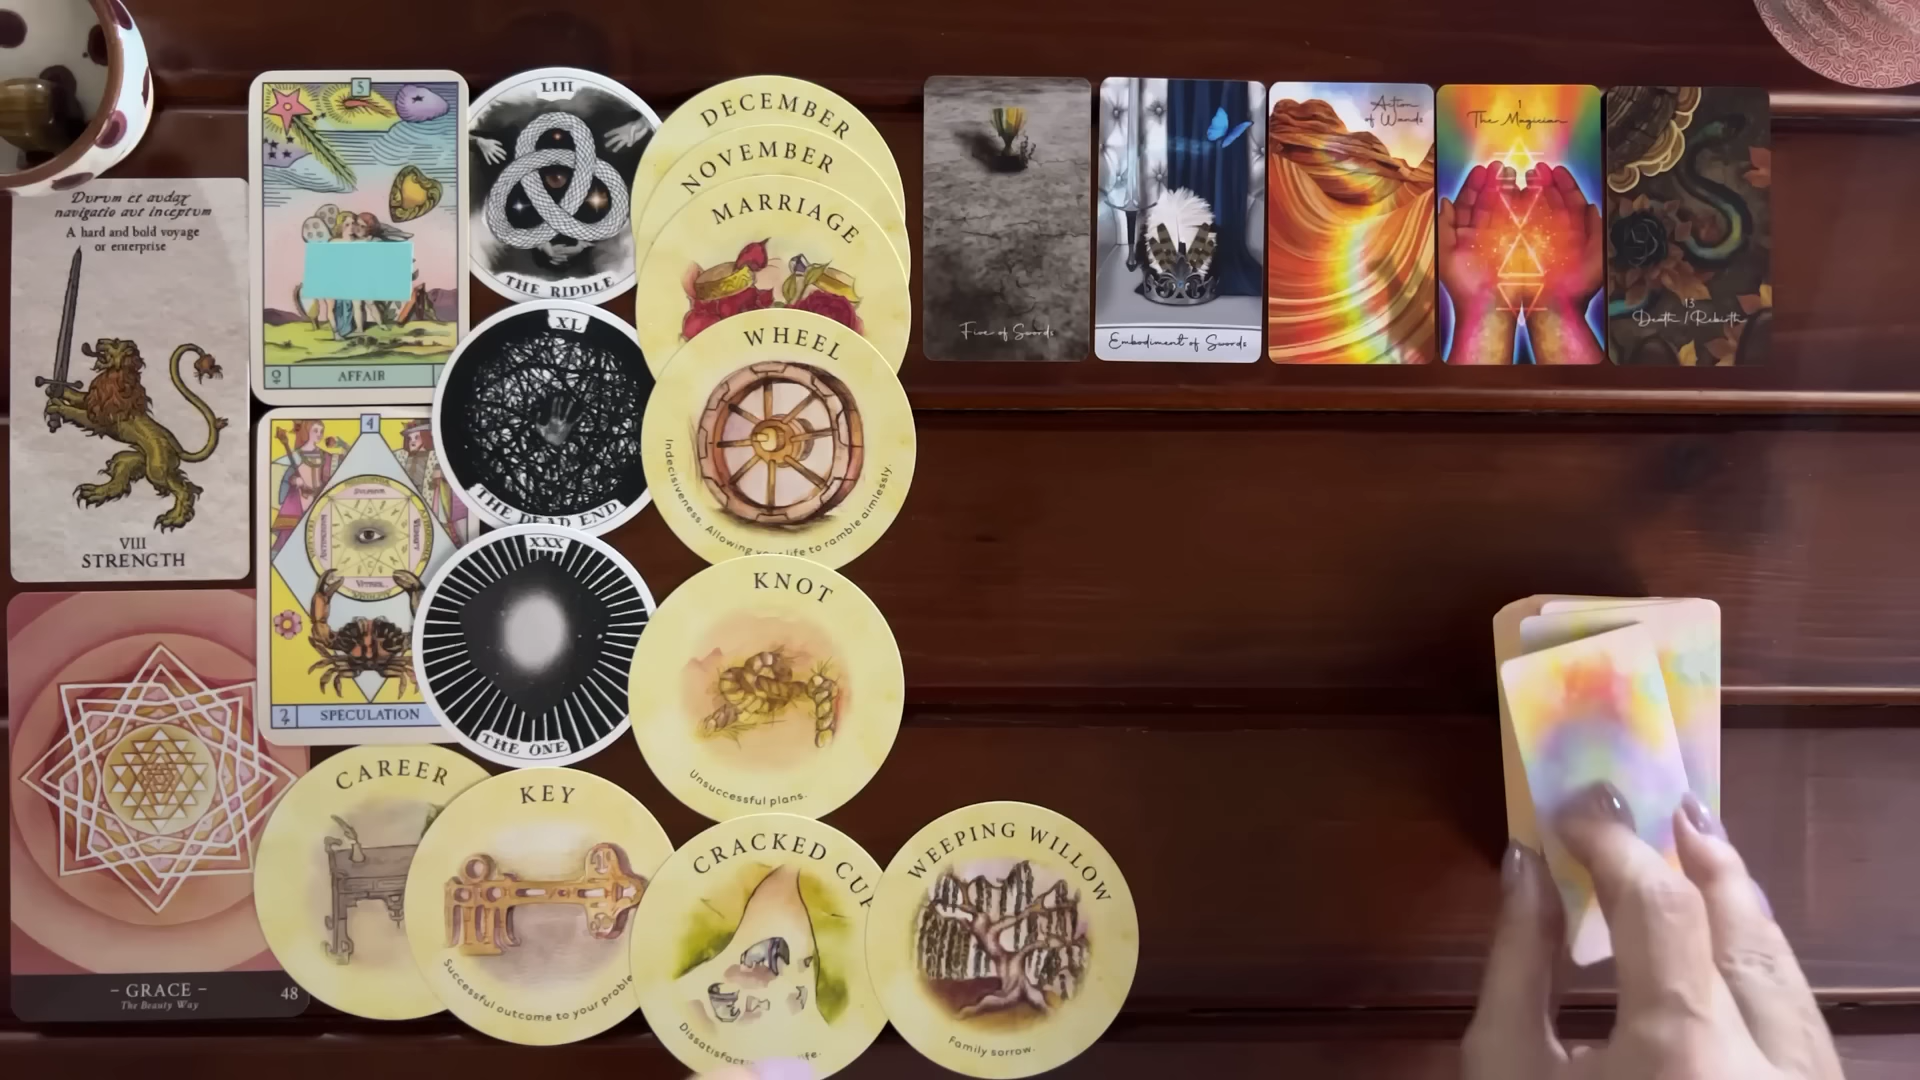 Durum et audax
navigatio aut inceptum
A hard and bold voyage
or enterprise
VIII
STRENGTH
- GRACE -
The Beauty Way
48
5
AFFAIR
4
SPECULATION
LIII
THE RIDDLE
XL
THE DEAD END
XXX
THE ONE
DECEMBER
NOVEMBER
MARRIAGE
WHEEL
Indecisiveness. Allowing your life to ramble aimlessly.
KNOT
Unsuccessful plans.
CAREER
KEY
Successful outcome to your proble
CRACKED CUP
Dissatisfact
WEEPING WILLOW
Family sorrow.
Five of Swords
Embodiment of Swords
Action
of Wands
1
The Magician
13
Death / Rebirth